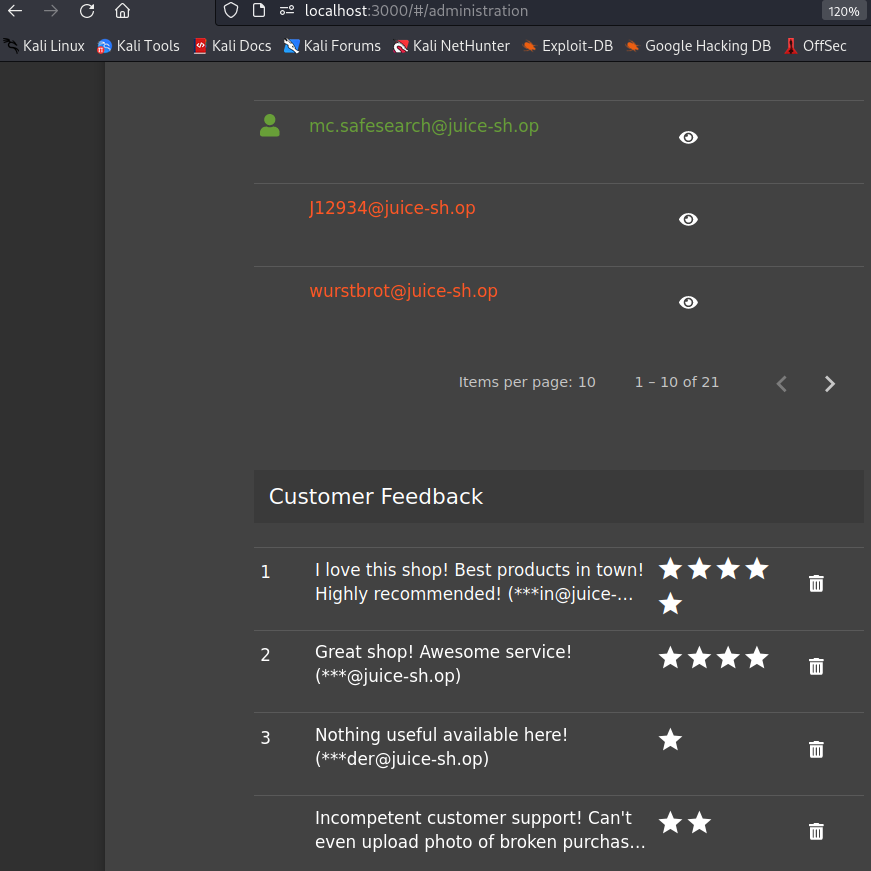 localhost:3000/#/administration
120%
Kali Linux Kali Tools Kali Docs Kali Forums Kali NetHunter Exploit-DB Google Hacking DB OffSec
mc.safesearch@juice-sh.op
J12934@juice-sh.op
wurstbrot@juice-sh.op
Items per page: 10 1 – 10 of 21
Customer Feedback
1 I love this shop! Best products in town!
Highly recommended! (***in@juice-...
2 Great shop! Awesome service!
(***@juice-sh.op)
3 Nothing useful available here!
(***der@juice-sh.op)
Incompetent customer support! Can't
even upload photo of broken purchas...